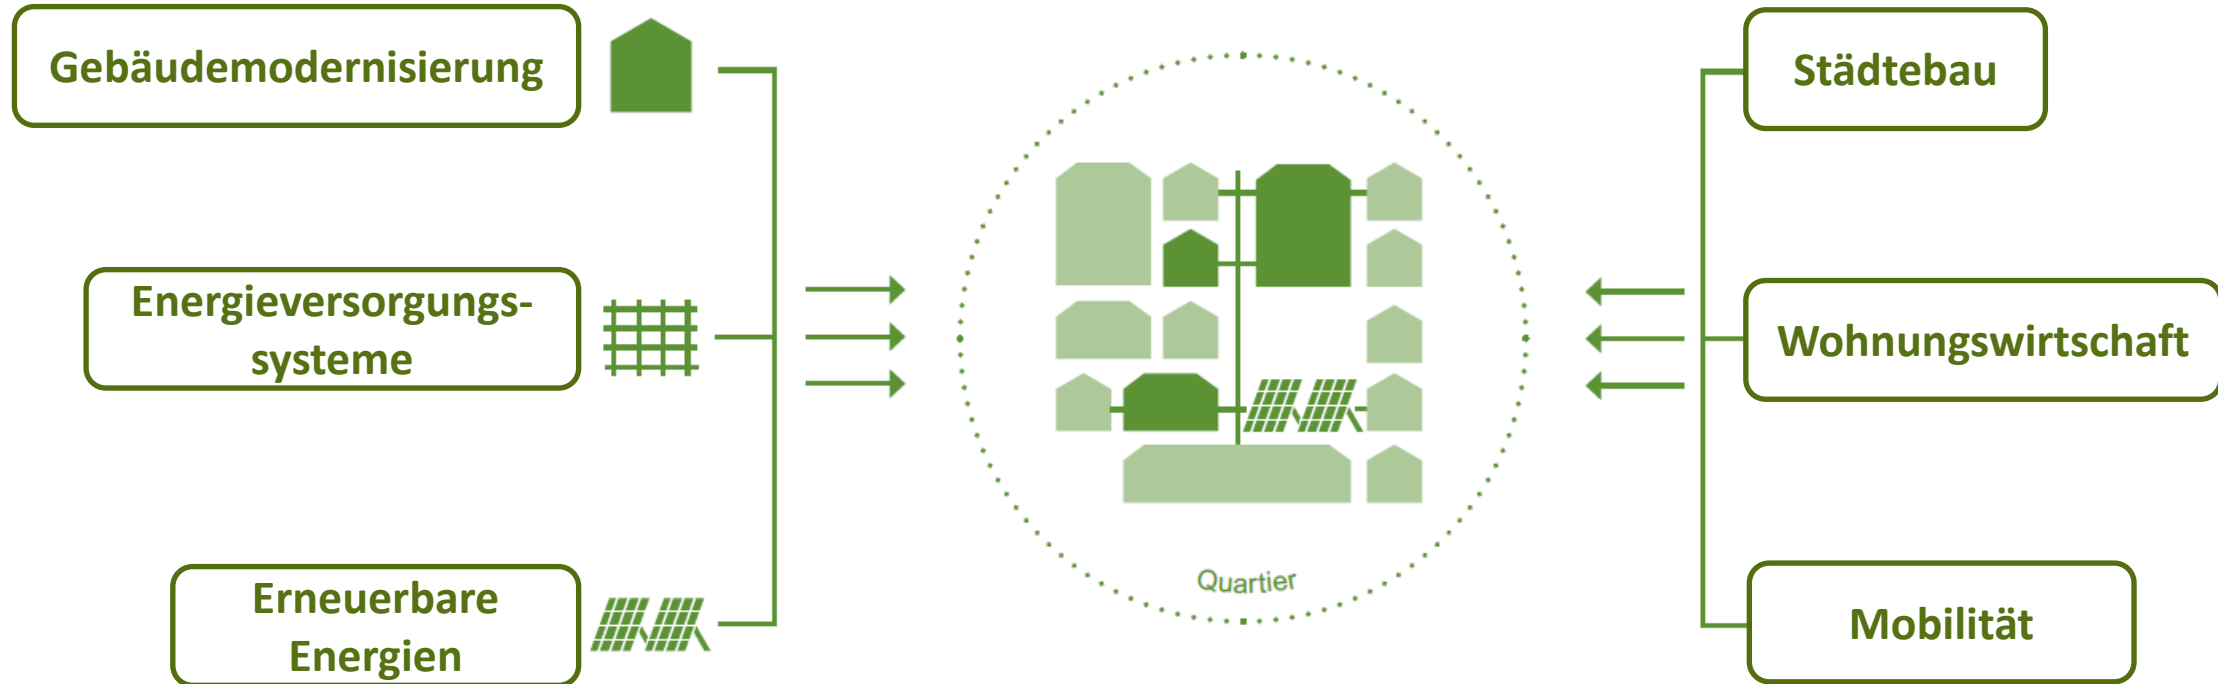 Gebäudemodernisierung
Energieversorgungs-
systeme
Erneuerbare
Energien
Quartier
Städtebau
Wohnungswirtschaft
Mobilität